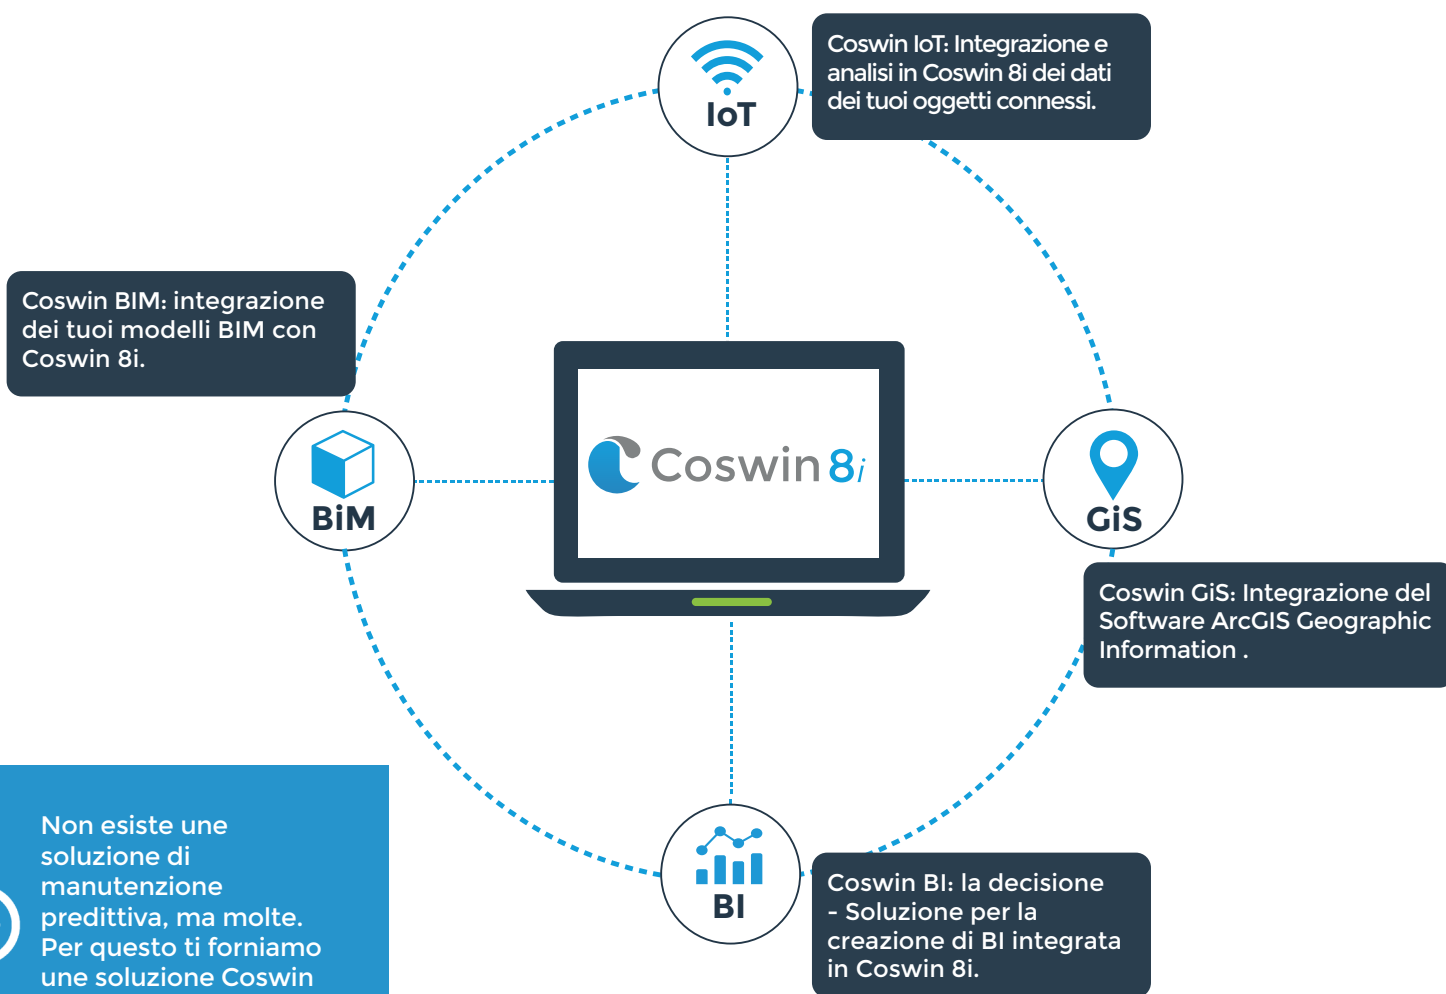 IoT
Coswin IoT: Integrazione e
analisi in Coswin 8i dei dati
dei tuoi oggetti connessi.
Coswin BIM: integrazione
dei tuoi modelli BIM con
Coswin 8i.
BiM
Coswin 8i
GiS
Coswin GiS: Integrazione del
Software ArcGIS Geographic
Information .
BI
Coswin BI: la decisione
- Soluzione per la
creazione di BI integrata
in Coswin 8i.
Non esiste une
soluzione di
manutenzione
predittiva, ma molte.
Per questo ti forniamo
une soluzione Coswin